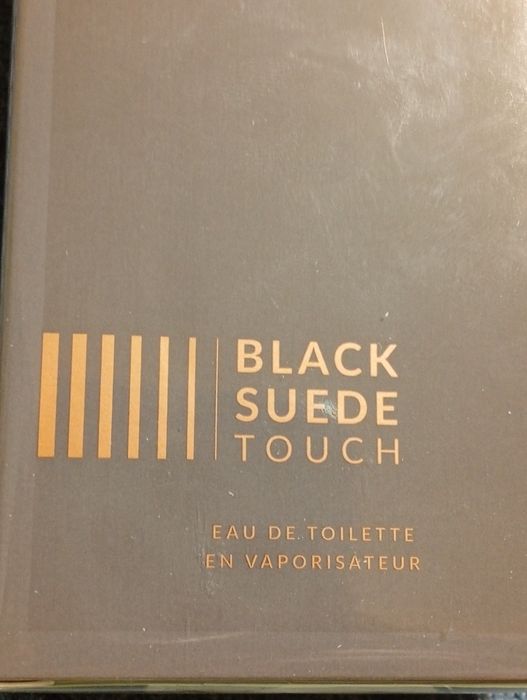 BLACK
SUEDE
TOUCH
EAU DE TOILETTE
EN VAPORISATEUR